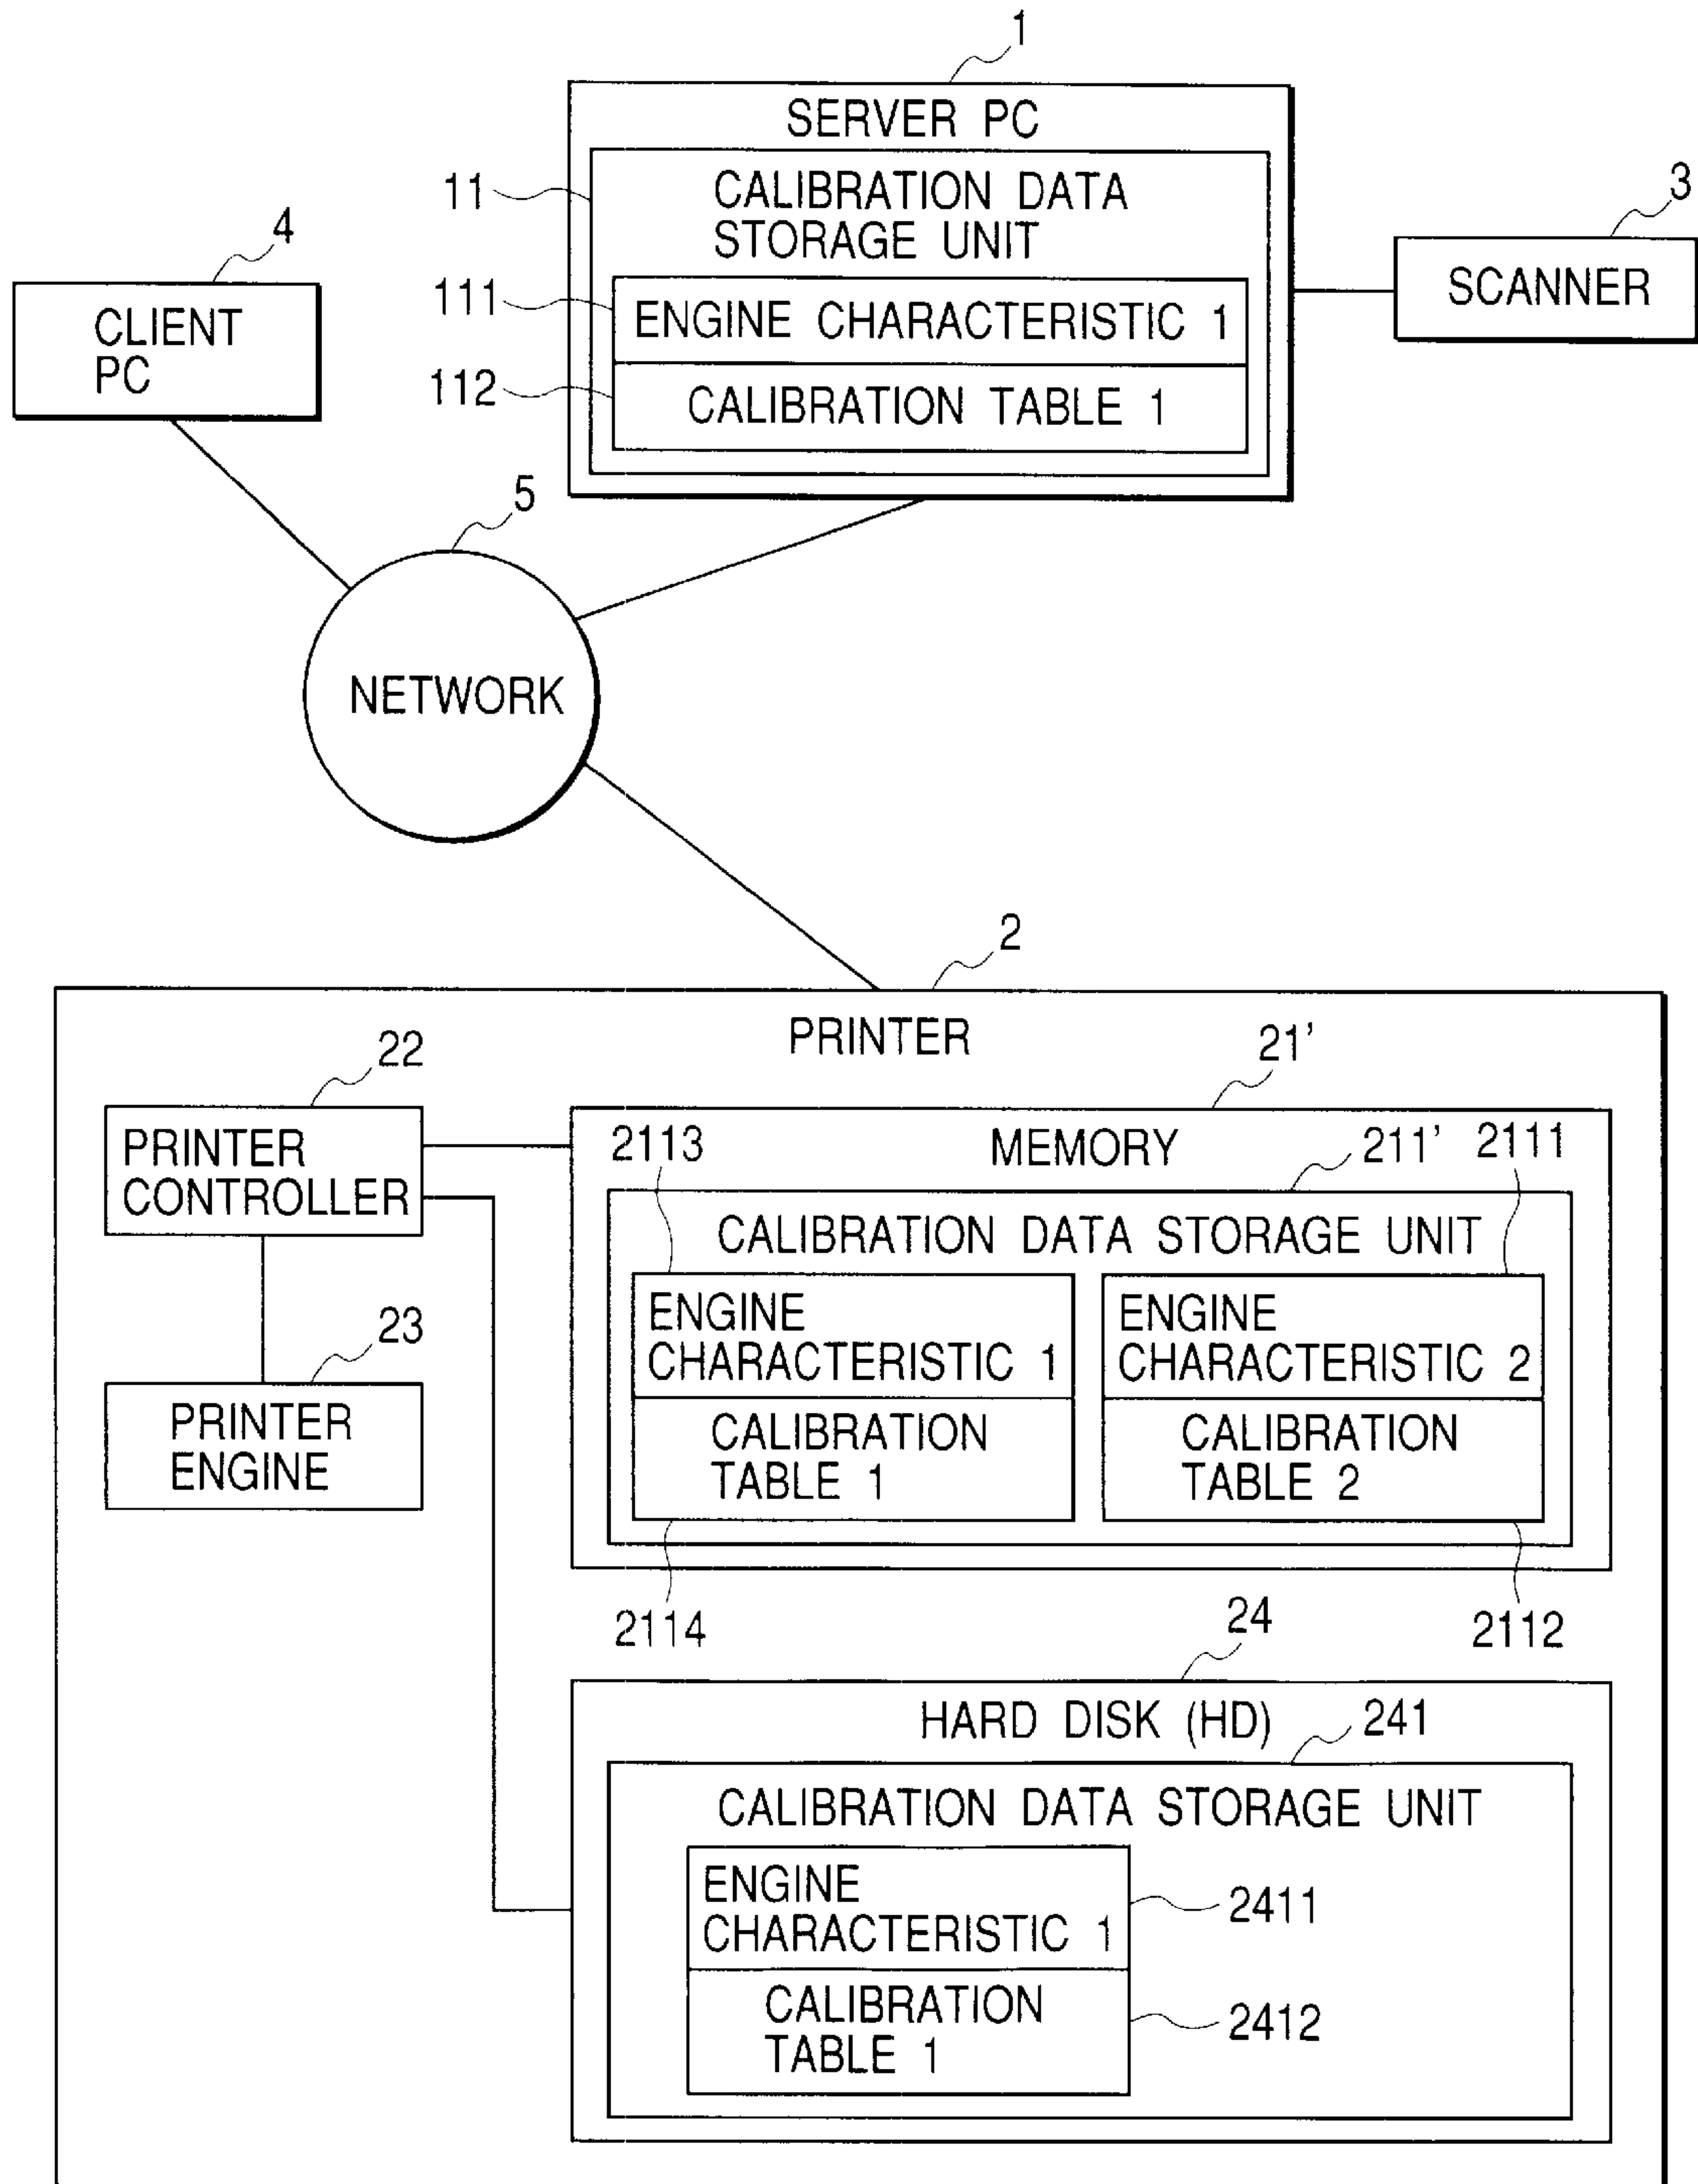 1
SERVER PC
11
CALIBRATION DATA
STORAGE UNIT
3
4
SCANNER
111
ENGINE CHARACTERISTIC 1
CLIENT
PC
112
CALIBRATION TABLE 1
5
NETWORK
2
PRINTER
22
21'
PRINTER
CONTROLLER
2113
MEMORY
211'
2111
CALIBRATION DATA STORAGE UNIT
ENGINE
CHARACTERISTIC 1
ENGINE
CHARACTERISTIC 2
23
PRINTER
ENGINE
CALIBRATION
TABLE 1
CALIBRATION
TABLE 2
2114
2112
24
HARD DISK (HD)
241
CALIBRATION DATA STORAGE UNIT
ENGINE
CHARACTERISTIC 1
2411
CALIBRATION
TABLE 1
2412